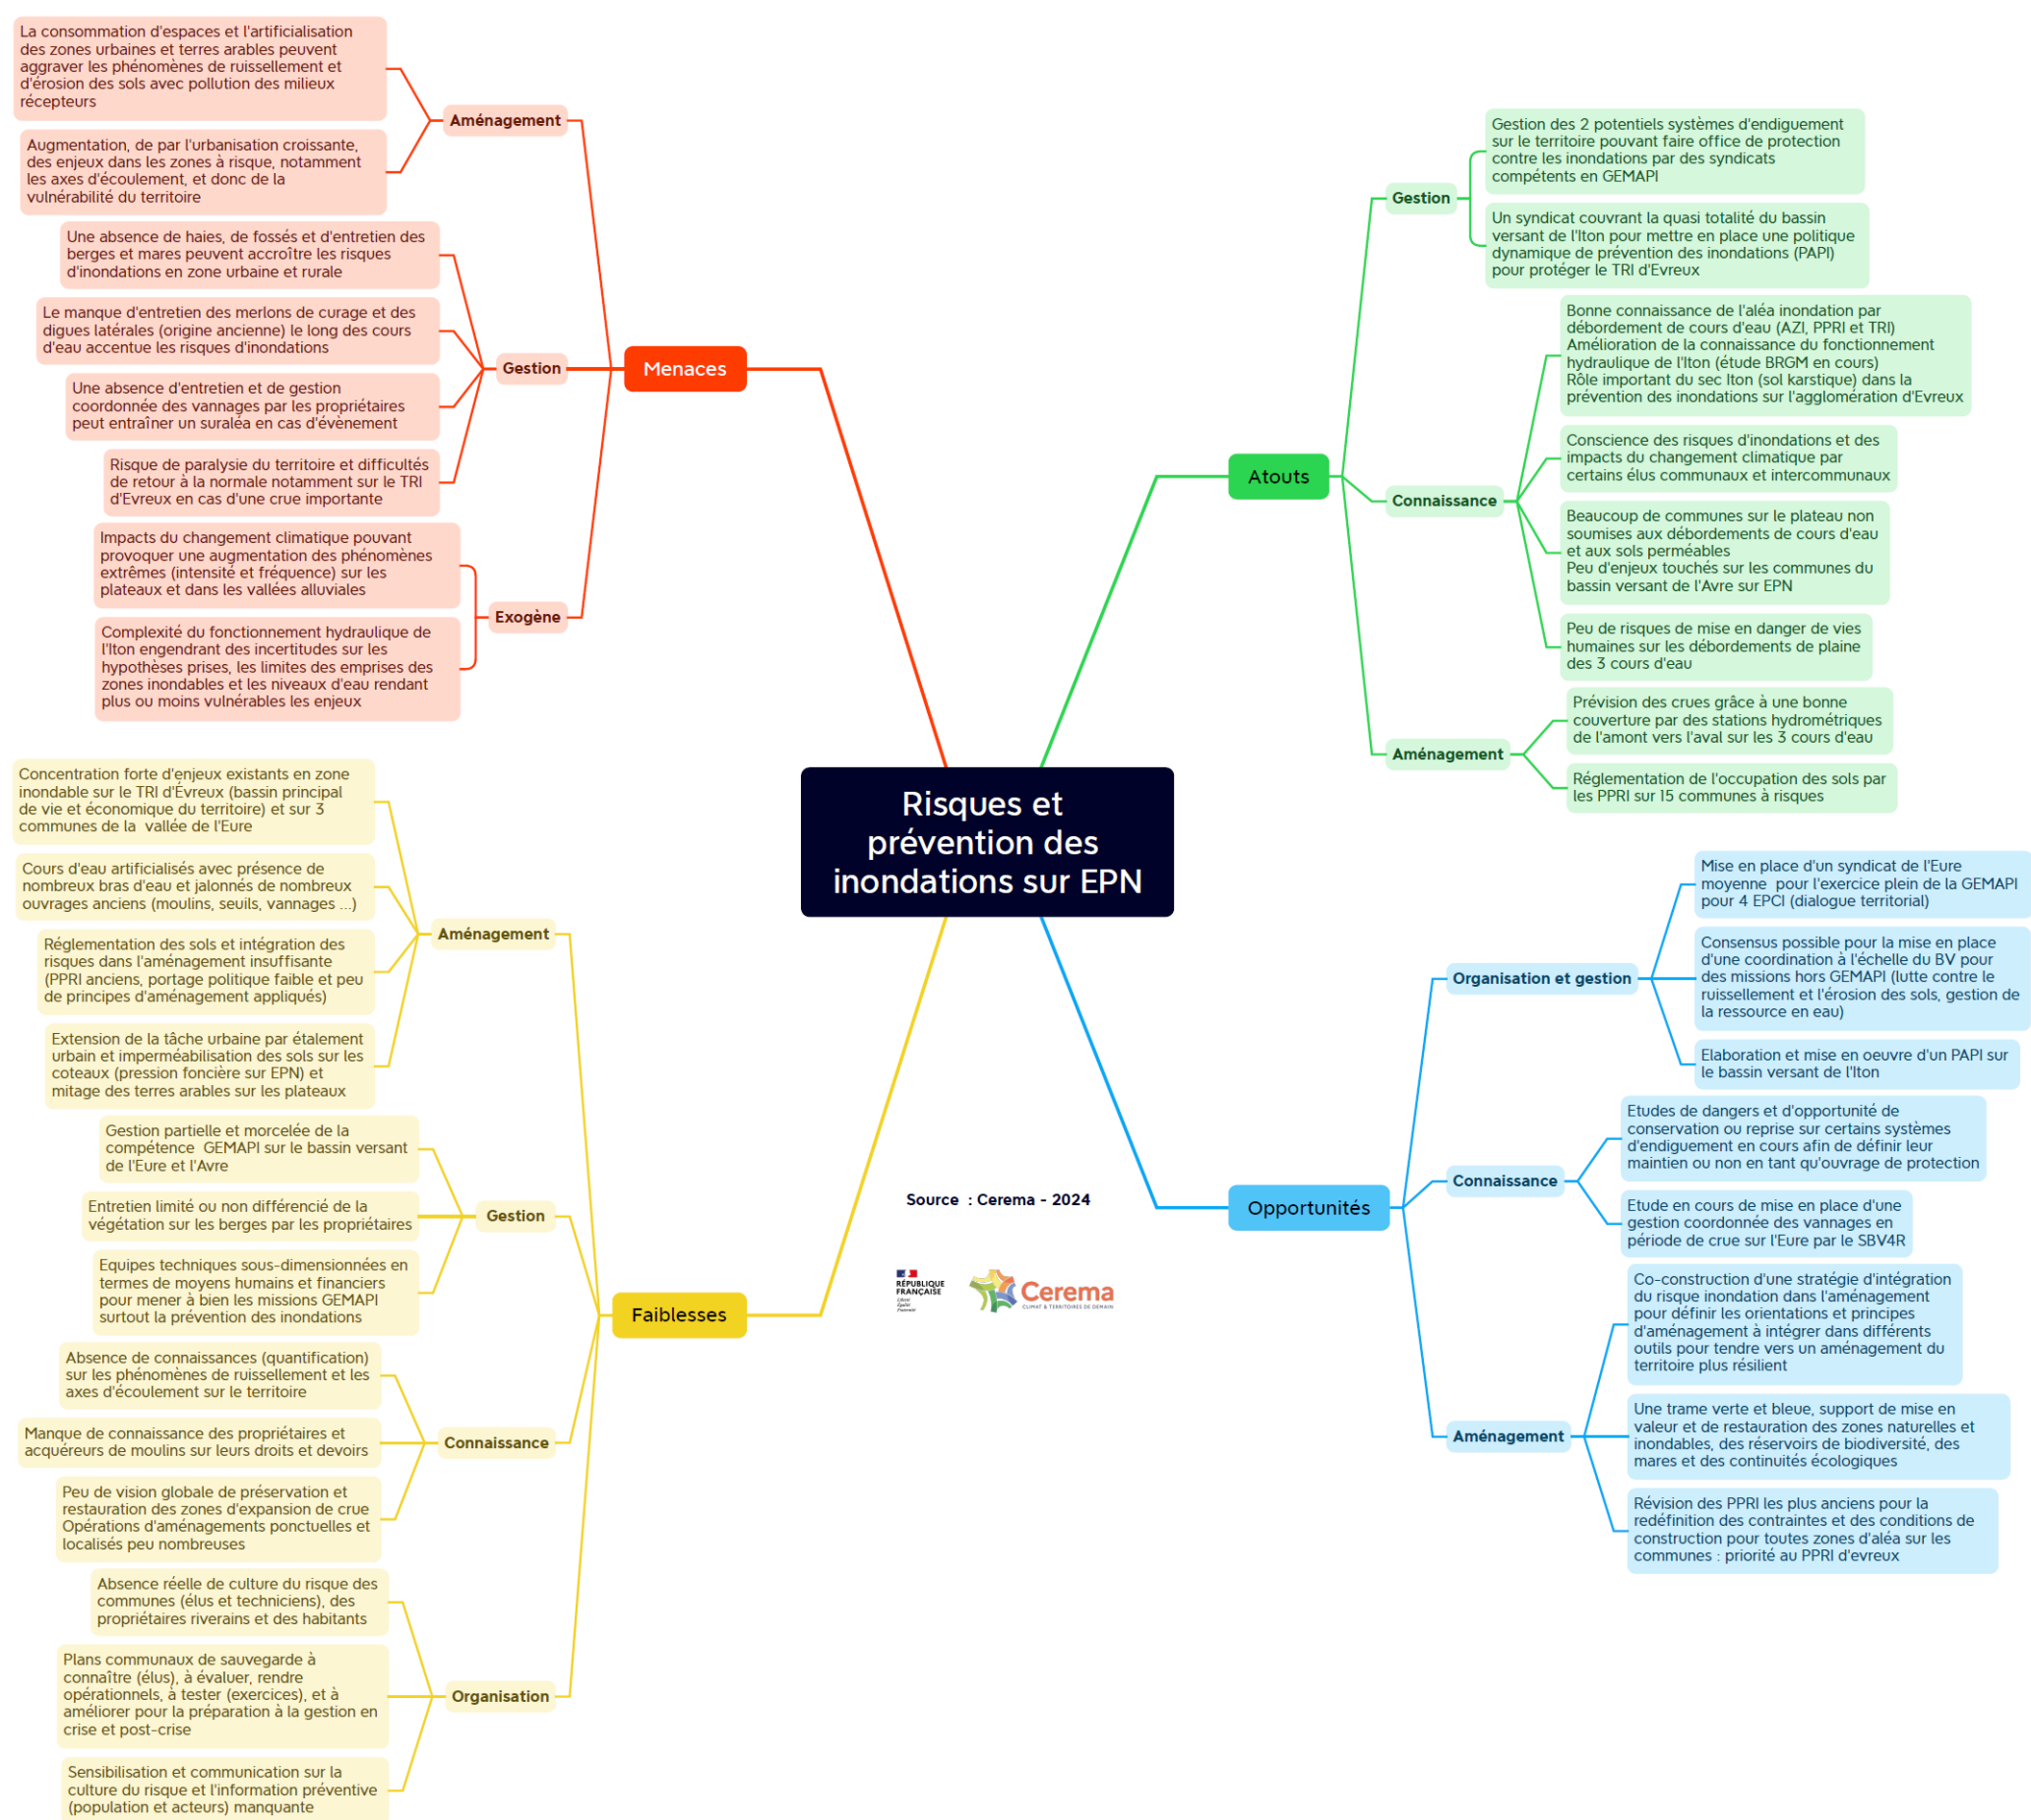 La consommation d'espaces et l'artificialisation
des zones urbaines et terres arables peuvent
aggraver les phénomènes de ruissellement et
d'érosion des sols avec pollution des milieux
récepteurs
Aménagement
Augmentation, de par l'urbanisation croissante,
des enjeux dans les zones à risque, notamment
les axes d'écoulement, et donc de la
vulnérabilité du territoire
Une absence de haies, de fossés et d'entretien des
berges et mares peuvent accroître les risques
d'inondations en zone urbaine et rurale
Le manque d'entretien des merlons de curage et des
digues latérales (origine ancienne) le long des cours
d'eau accentue les risques d'inondations
Gestion
Menaces
Une absence d'entretien et de gestion
coordonnée des vannages par les propriétaires
peut entraîner un suraléa en cas d'évènement
Risque de paralysie du territoire et difficultés
de retour à la normale notamment sur le TRI
d'Evreux en cas d'une crue importante
Impacts du changement climatique pouvant
provoquer une augmentation des phénomènes
extrêmes (intensité et fréquence) sur les
plateaux et dans les vallées alluviales
Exogène
Complexité du fonctionnement hydraulique de
l'Iton engendrant des incertitudes sur les
hypothèses prises, les limites des emprises des
zones inondables et les niveaux d'eau rendant
plus ou moins vulnérables les enjeux
Gestion des 2 potentiels systèmes d'endiguement
sur le territoire pouvant faire office de protection
contre les inondations par des syndicats
compétents en GEMAPI
Gestion
Un syndicat couvrant la quasi totalité du bassin
versant de l'Iton pour mettre en place une politique
dynamique de prévention des inondations (PAPI)
pour protéger le TRI d'Evreux
Bonne connaissance de l'aléa inondation par
débordement de cours d'eau (AZI, PPRI et TRI)
Amélioration de la connaissance du fonctionnement
hydraulique de l'Iton (étude BRGM en cours)
Rôle important du sec Iton (sol karstique) dans la
prévention des inondations sur l'agglomération d'Evreux
Atouts
Conscience des risques d'inondations et des
impacts du changement climatique par
certains élus communaux et intercommunaux
Connaissance
Beaucoup de communes sur le plateau non
soumises aux débordements de cours d'eau
et aux sols perméables
Peu d'enjeux touchés sur les communes du
bassin versant de l'Avre sur EPN
Peu de risques de mise en danger de vies
humaines sur les débordements de plaine
des 3 cours d'eau
Prévision des crues grâce à une bonne
couverture par des stations hydrométriques
de l'amont vers l'aval sur les 3 cours d'eau
Aménagement
Réglementation de l'occupation des sols par
les PPRI sur 15 communes à risques
Risques et
prévention des
inondations sur EPN
Concentration forte d'enjeux existants en zone
inondable sur le TRI d'Évreux (bassin principal
de vie et économique du territoire) et sur 3
communes de la  vallée de l'Eure
Cours d'eau artificialisés avec présence de
nombreux bras d'eau et jalonnés de nombreux
ouvrages anciens (moulins, seuils, vannages ...)
Aménagement
Réglementation des sols et intégration des
risques dans l'aménagement insuffisante
(PPRI anciens, portage politique faible et peu
de principes d'aménagement appliqués)
Extension de la tâche urbaine par étalement
urbain et imperméabilisation des sols sur les
coteaux (pression foncière sur EPN) et
mitage des terres arables sur les plateaux
Gestion partielle et morcelée de la
compétence  GEMAPI sur le bassin versant
de l'Eure et l'Avre
Entretien limité ou non différencié de la
végétation sur les berges par les propriétaires
Gestion
Equipes techniques sous-dimensionnées en
termes de moyens humains et financiers
pour mener à bien les missions GEMAPI
surtout la prévention des inondations
Faiblesses
Absence de connaissances (quantification)
sur les phénomènes de ruissellement et les
axes d'écoulement sur le territoire
Manque de connaissance des propriétaires et
acquéreurs de moulins sur leurs droits et devoirs
Connaissance
Peu de vision globale de préservation et
restauration des zones d'expansion de crue
Opérations d'aménagements ponctuelles et
localisés peu nombreuses
Absence réelle de culture du risque des
communes (élus et techniciens), des
propriétaires riverains et des habitants
Plans communaux de sauvegarde à
connaître (élus), à évaluer, rendre
opérationnels, à tester (exercices), et à
améliorer pour la préparation à la gestion en
crise et post-crise
Organisation
Sensibilisation et communication sur la
culture du risque et l'information préventive
(population et acteurs) manquante
Mise en place d'un syndicat de l'Eure
moyenne  pour l'exercice plein de la GEMAPI
pour 4 EPCI (dialogue territorial)
Organisation et gestion
Consensus possible pour la mise en place
d'une coordination à l'échelle du BV pour
des missions hors GEMAPI (lutte contre le
ruissellement et l'érosion des sols, gestion de
la ressource en eau)
Elaboration et mise en oeuvre d'un PAPI sur
le bassin versant de l'Iton
Etudes de dangers et d'opportunité de
conservation ou reprise sur certains systèmes
d'endiguement en cours afin de définir leur
maintien ou non en tant qu'ouvrage de protection
Connaissance
Opportunités
Etude en cours de mise en place d'une
gestion coordonnée des vannages en
période de crue sur l'Eure par le SBV4R
Co-construction d'une stratégie d'intégration
du risque inondation dans l'aménagement
pour définir les orientations et principes
d'aménagement à intégrer dans différents
outils pour tendre vers un aménagement du
territoire plus résilient
Aménagement
Une trame verte et bleue, support de mise en
valeur et de restauration des zones naturelles et
inondables, des réservoirs de biodiversité, des
mares et des continuités écologiques
Révision des PPRI les plus anciens pour la
redéfinition des contraintes et des conditions de
construction pour toutes zones d'aléa sur les
communes : priorité au PPRI d'evreux
Source  : Cerema - 2024
RÉPUBLIQUE
FRANÇAISE
Liberté
Égalité
Fraternité
Cerema
CLIMAT & TERRITOIRES DE DEMAIN